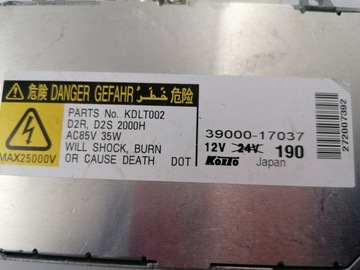 危険 DANGER GEFAHR خطر 危险
PARTS No. KDLT002
D2R, D2S 2000H
AC85V 35W
WILL SHOCK, BURN
OR CAUSE DEATH DOT
MAX25000V
39000-17037
12V 24V 190
KOITO Japan
272007392